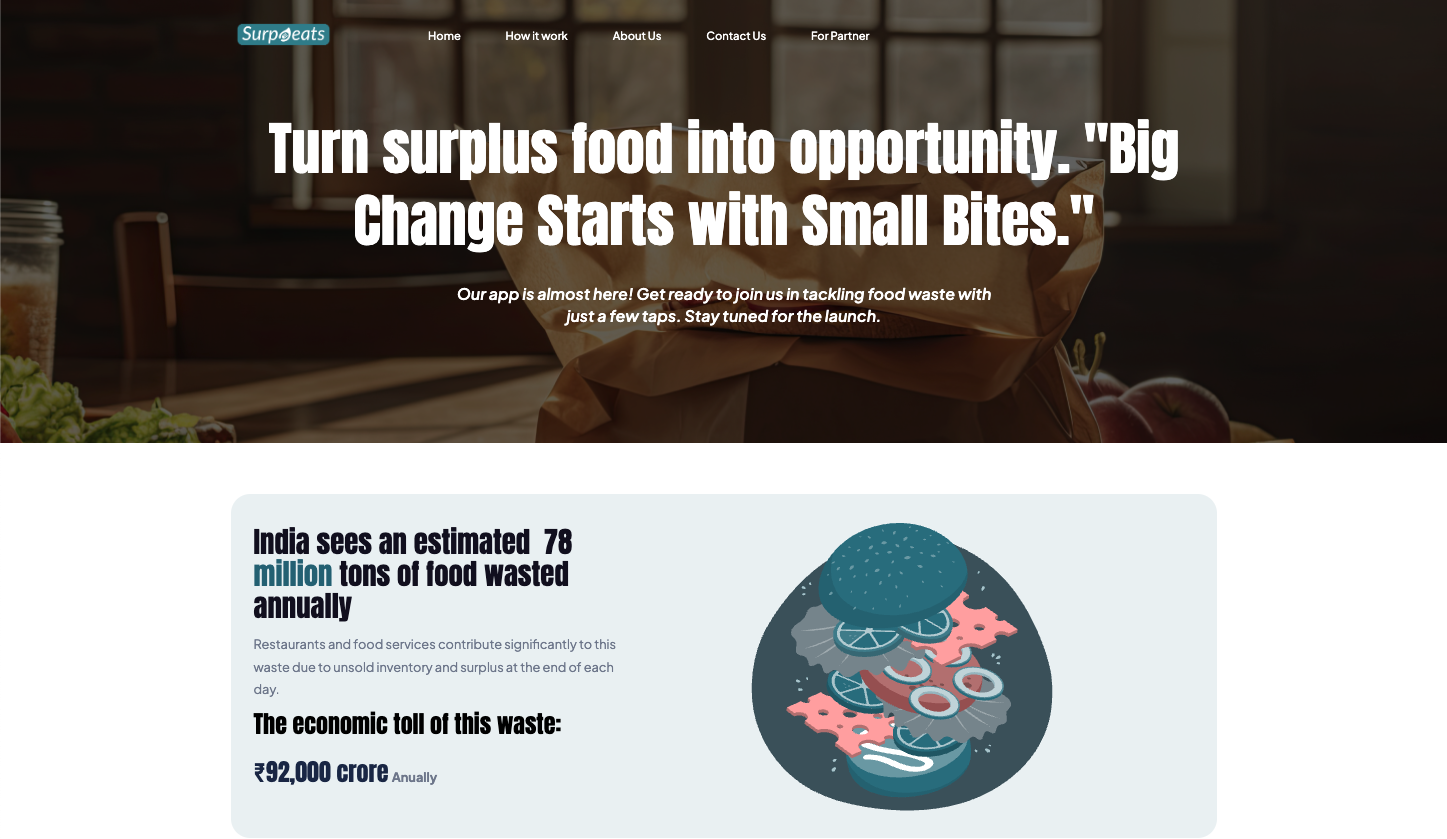 Surpeats
Home
How it work
About Us
Contact Us
For Partner
Turn surplus food into opportunity. "Big
Change Starts with Small Bites."
Our app is almost here! Get ready to join us in tackling food waste with
just a few taps. Stay tuned for the launch.
India sees an estimated 78
million tons of food wasted
annually
Restaurants and food services contribute significantly to this
waste due to unsold inventory and surplus at the end of each
day.
The economic toll of this waste:
₹92,000 crore Anually